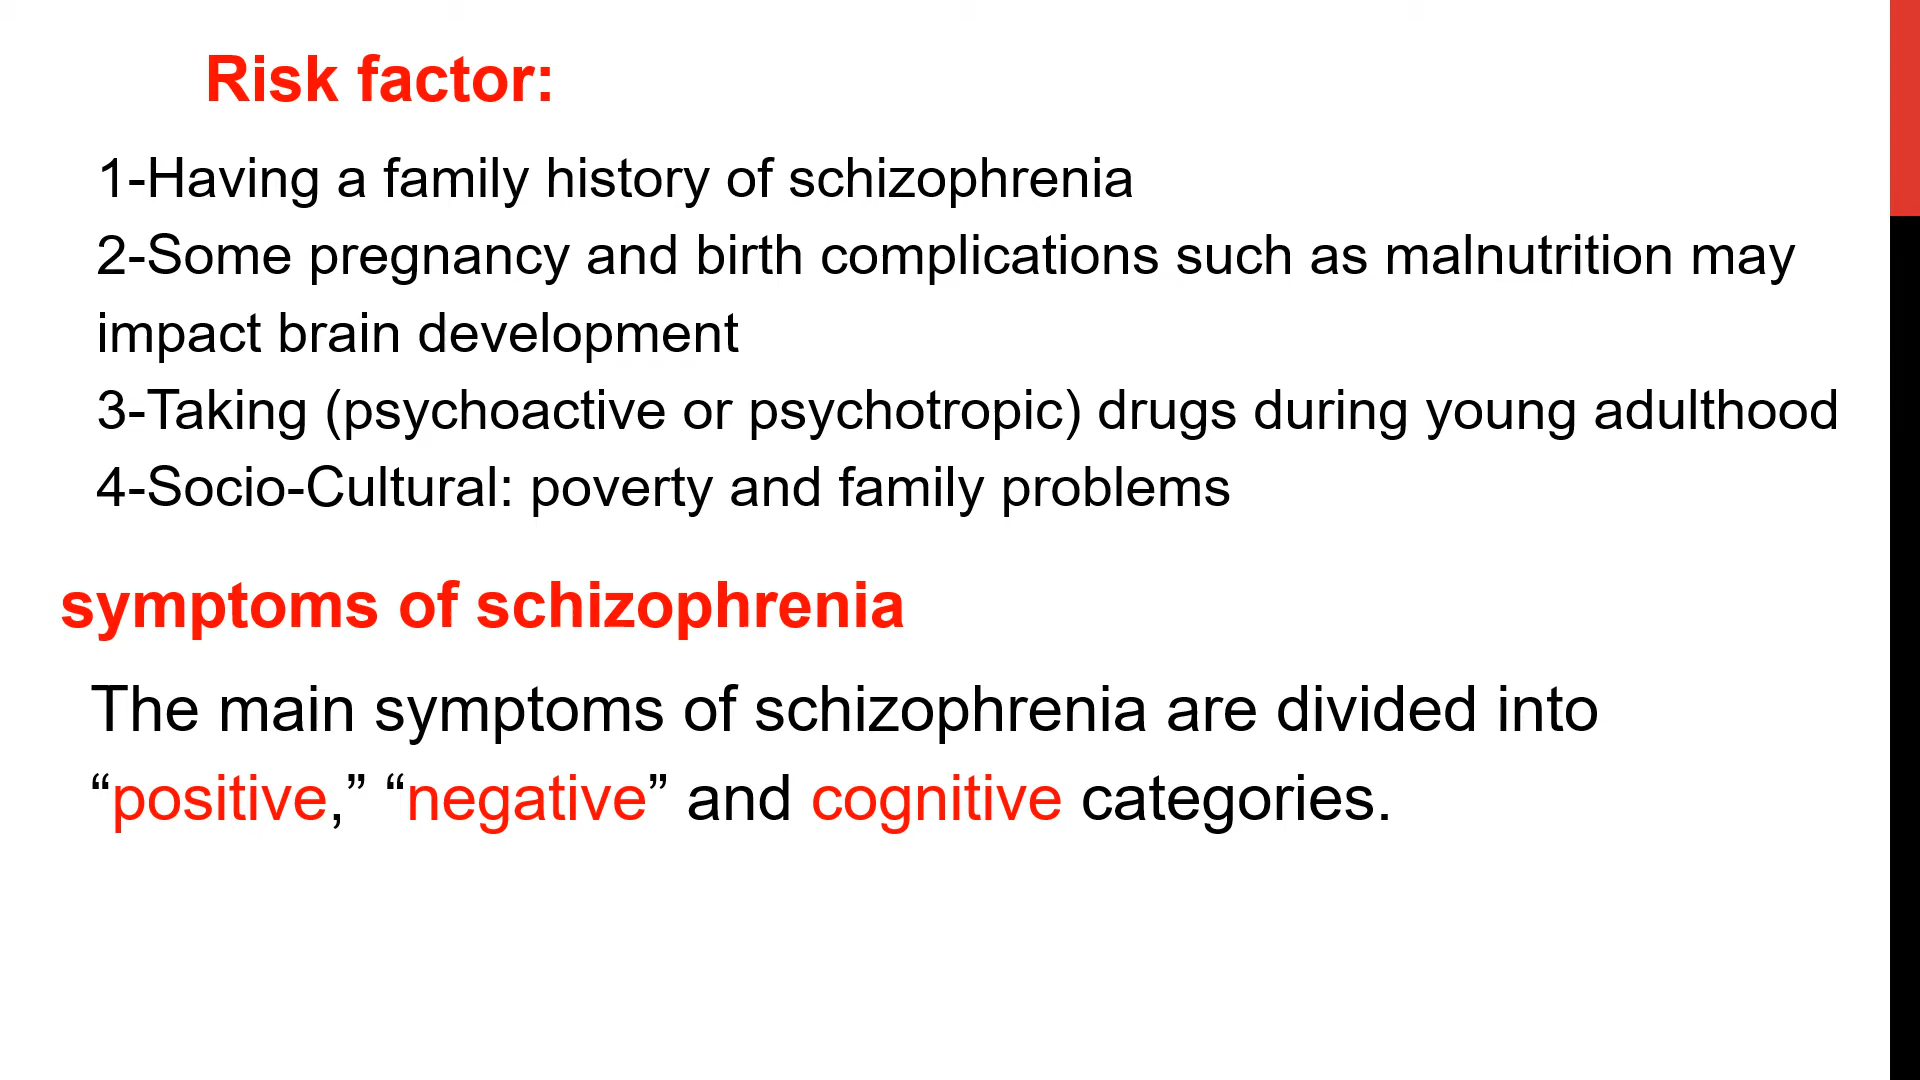 Risk factor:
1-Having a family history of schizophrenia
2-Some pregnancy and birth complications such as malnutrition may
impact brain development
3-Taking (psychoactive or psychotropic) drugs during young adulthood
4-Socio-Cultural: poverty and family problems
symptoms of schizophrenia
The main symptoms of schizophrenia are divided into
“positive,” “negative” and cognitive categories.